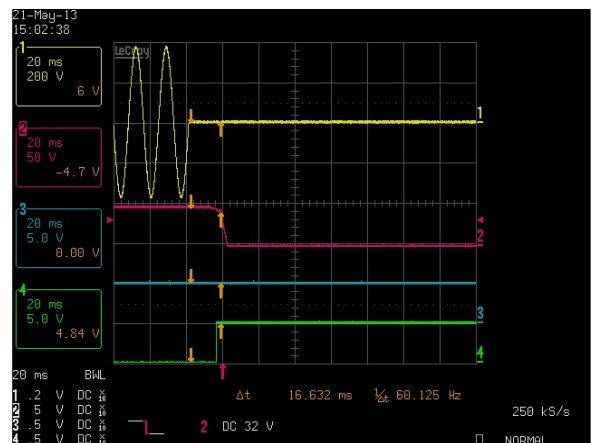 21-May-13
15:02:38
LeCroy
1
20 ms
200 V
6 V
2
20 ms
50 V
-4.7 V
3
20 ms
5.0 V
0.00 V
4
20 ms
5.0 V
4.84 V
1
2
3
4
20 ms BWL
1 .2 V DC
2 5 V DC
3 .5 V DC
4 .5 V DC
Δt 16.632 ms 1/Δt 60.125 Hz
2 DC 32 V
250 kS/s
NORMAL